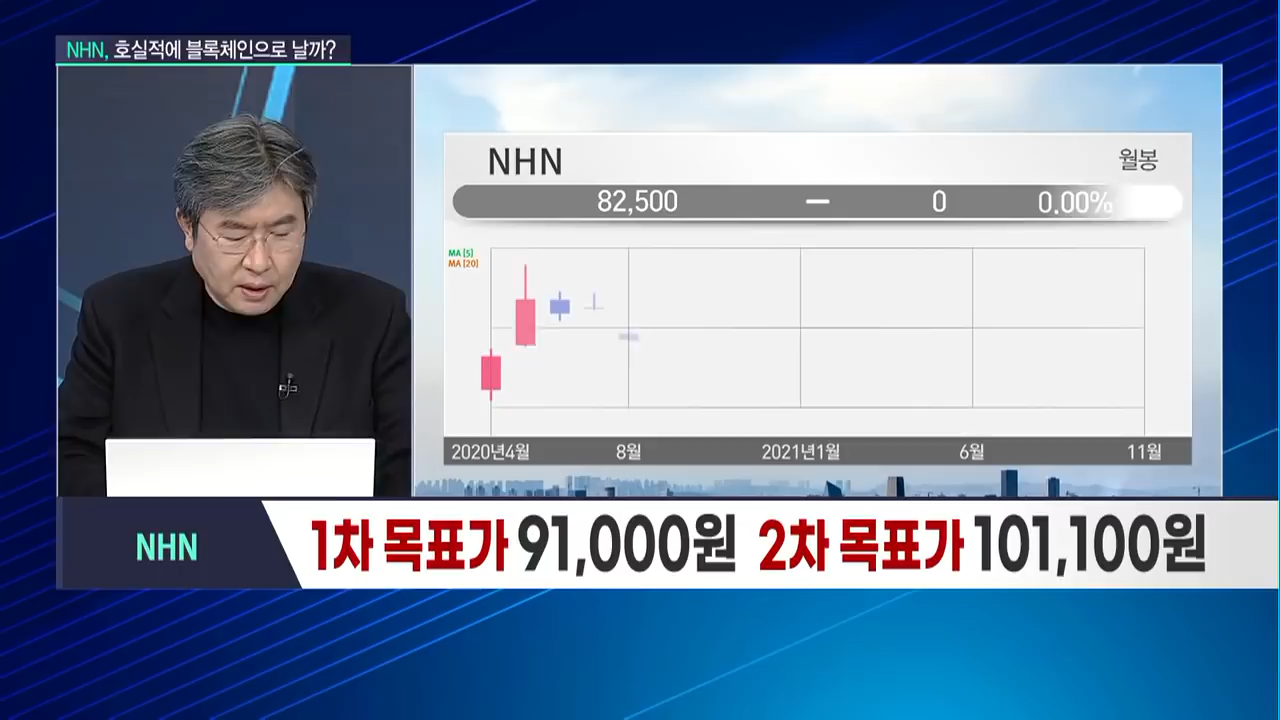 NHN, 호실적에 블록체인으로 날까?
NHN 월봉
82,500 – 0 0.00%
MA [5]
MA [20]
2020년4월 8월 2021년1월 6월 11월
NHN 1차 목표가 91,000원 2차 목표가 101,100원